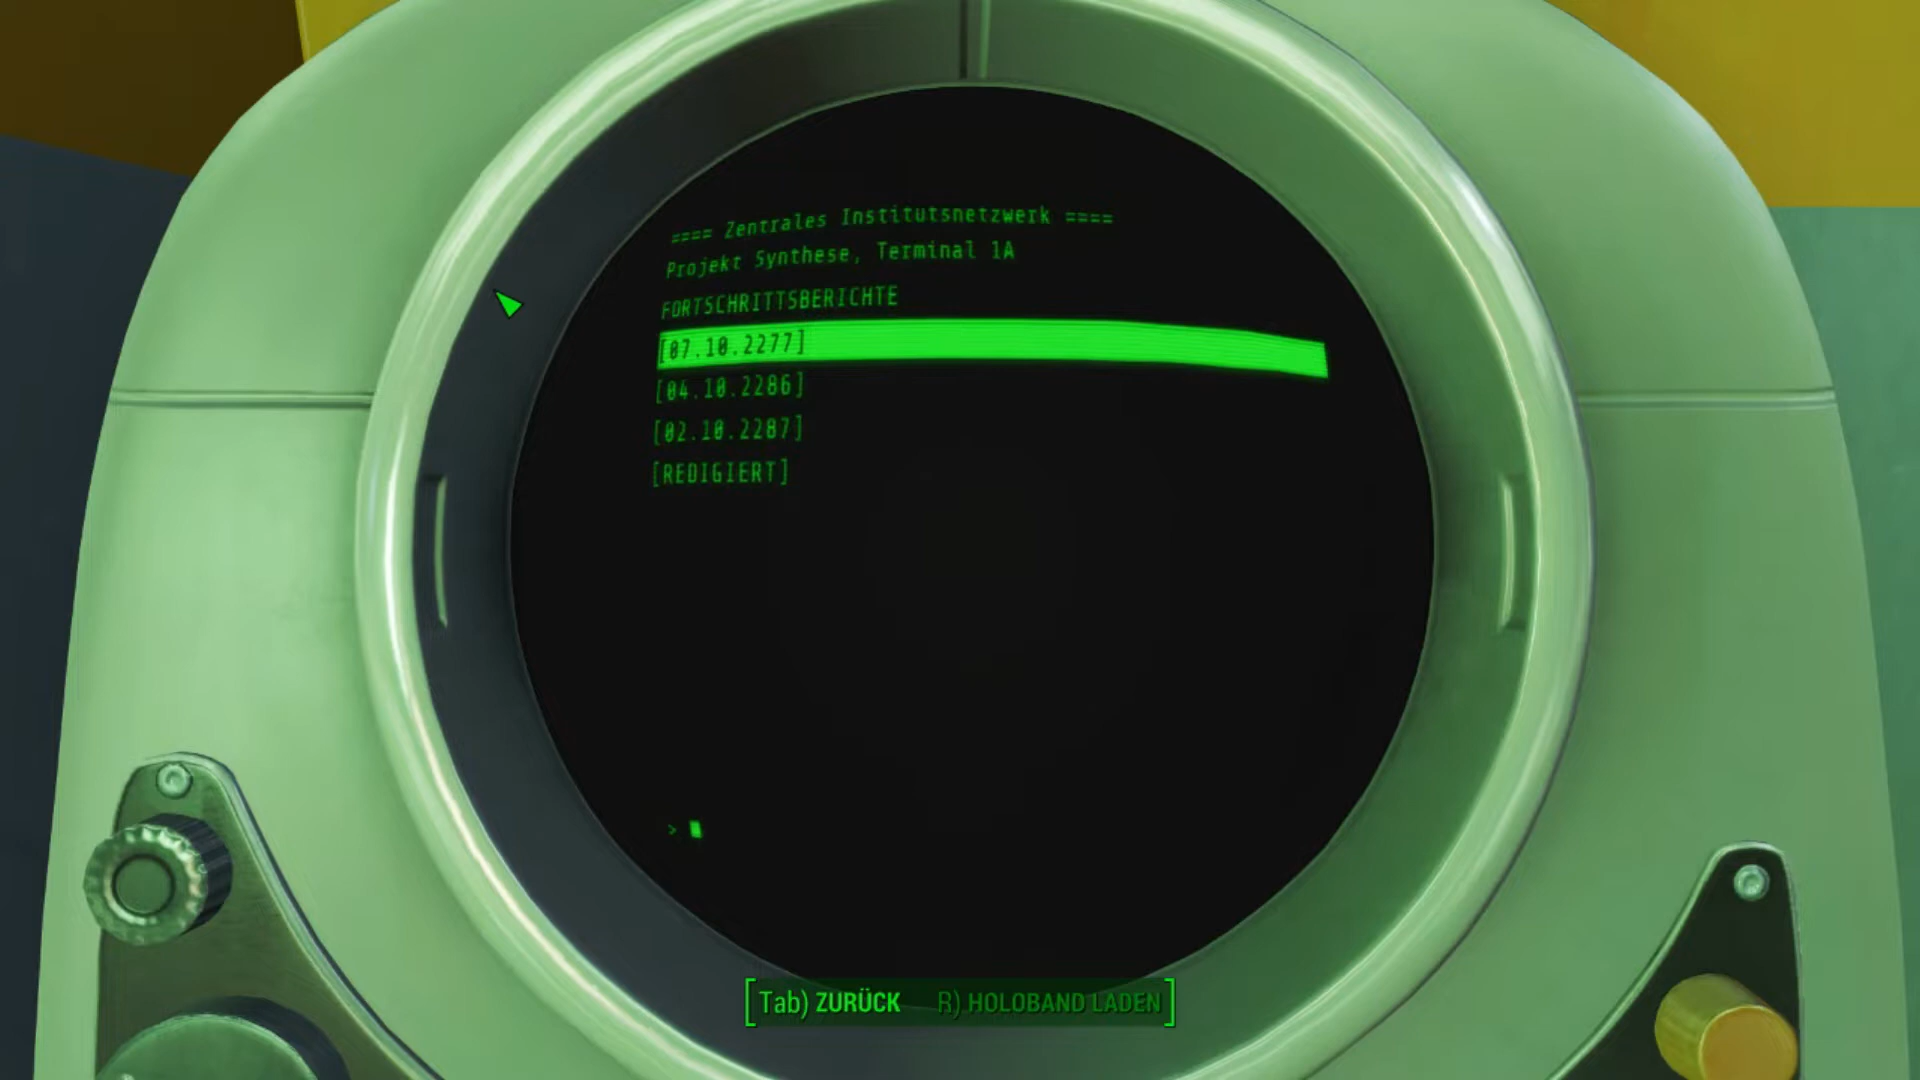 ==== Zentrales Institutsnetzwerk ====
Projekt Synthese, Terminal 1A
FORTSCHRITTSBERICHTE
[07.10.2277]
[04.10.2286]
[02.10.2287]
[REDIGIERT]
>
[Tab) ZURÜCK R) HOLOBAND LADEN]